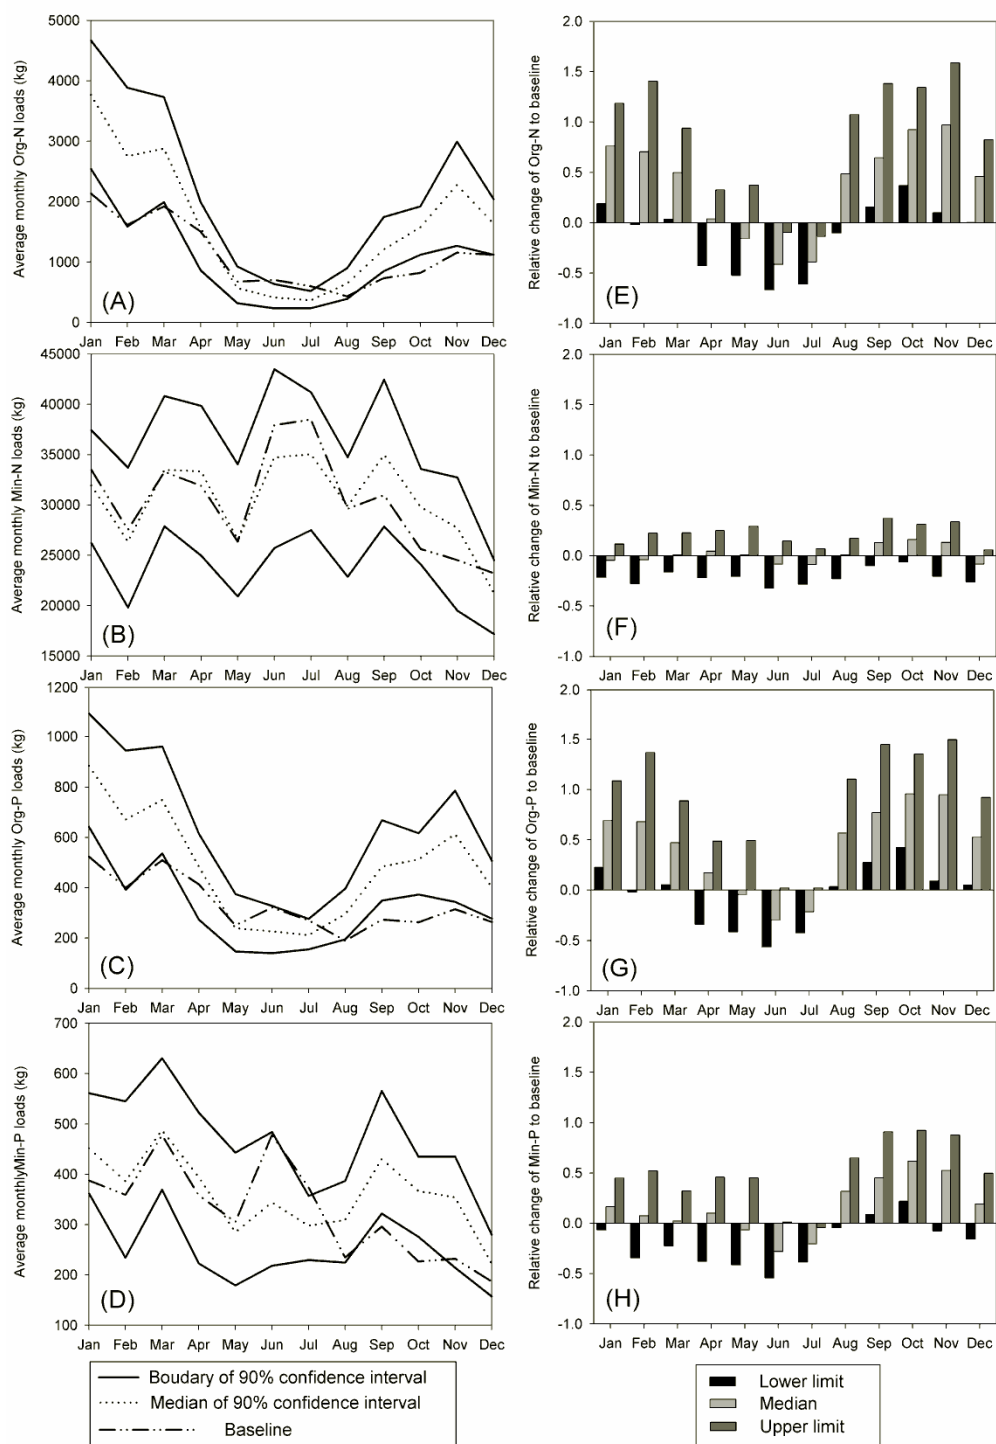 Average monthly Org-N loads (kg)
5000
4000
3000
2000
1000
0
(A)
Jan Feb Mar Apr May Jun Jul Aug Sep Oct Nov Dec
Relative change of Org-N to baseline
2.0
1.5
1.0
0.5
0.0
-0.5
-1.0
(E)
Jan Feb Mar Apr May Jun Jul Aug Sep Oct Nov Dec
Average monthly Min-N loads (kg)
45000
40000
35000
30000
25000
20000
15000
(B)
Jan Feb Mar Apr May Jun Jul Aug Sep Oct Nov Dec
Relative change of Min-N to baseline
2.0
1.5
1.0
0.5
0.0
-0.5
-1.0
(F)
Jan Feb Mar Apr May Jun Jul Aug Sep Oct Nov Dec
Average monthly Org-P loads (kg)
1200
1000
800
600
400
200
0
(C)
Jan Feb Mar Apr May Jun Jul Aug Sep Oct Nov Dec
Relative change of Org-P to baseline
2.0
1.5
1.0
0.5
0.0
-0.5
-1.0
(G)
Jan Feb Mar Apr May Jun Jul Aug Sep Oct Nov Dec
Average monthlyMin-P loads (kg)
700
600
500
400
300
200
100
(D)
Jan Feb Mar Apr May Jun Jul Aug Sep Oct Nov Dec
Relative change of Min-P to baseline
2.0
1.5
1.0
0.5
0.0
-0.5
-1.0
(H)
Jan Feb Mar Apr May Jun Jul Aug Sep Oct Nov Dec
Boudary of 90% confidence interval
Median of 90% confidence interval
Baseline
Lower limit
Median
Upper limit